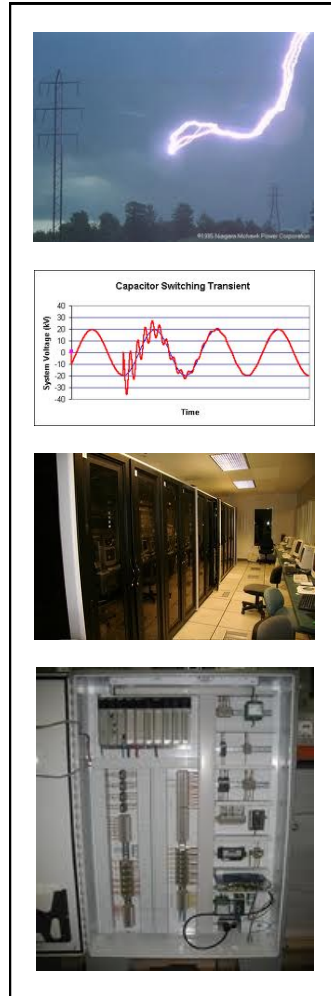 ©1995 Niagara Mohawk Power Corporation
Capacitor Switching Transient
System Voltage (kV)
40
30
20
10
0
-10
-20
-30
-40
Time